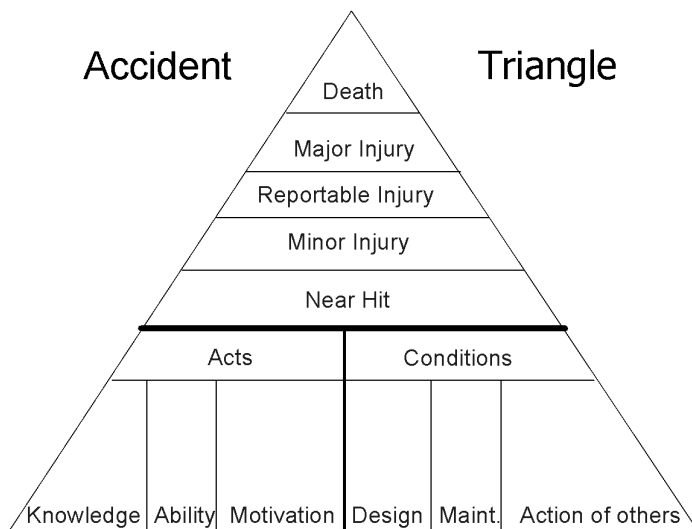 Accident Triangle
Death
Major Injury
Reportable Injury
Minor Injury
Near Hit
Acts Conditions
Knowledge Ability Motivation Design Maint. Action of others